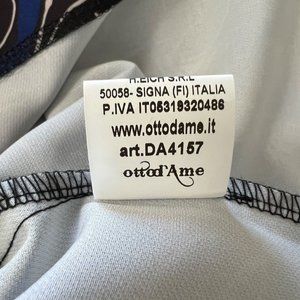 H.EICH S.R.L
50058- SIGNA (FI) ITALIA
P.IVA IT05319320486
www.ottodame.it
art.DA4157
ottod'Ame